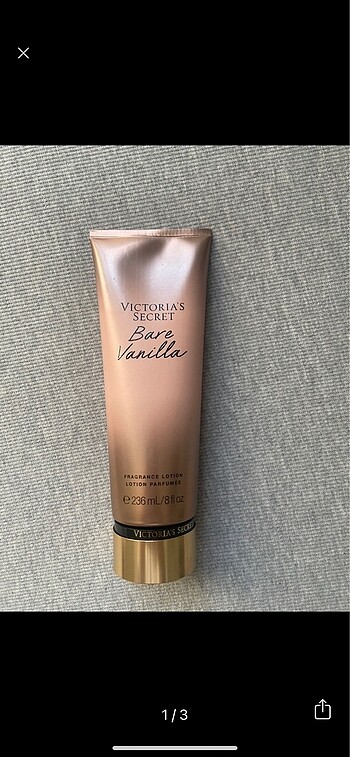 VICTORIA'S
SECRET
Bare
Vanilla
FRAGRANCE LOTION
LOTION PARFUMÉE
℮ 236 mL/8 fl oz
VICTORIA'S SECRET
1/3